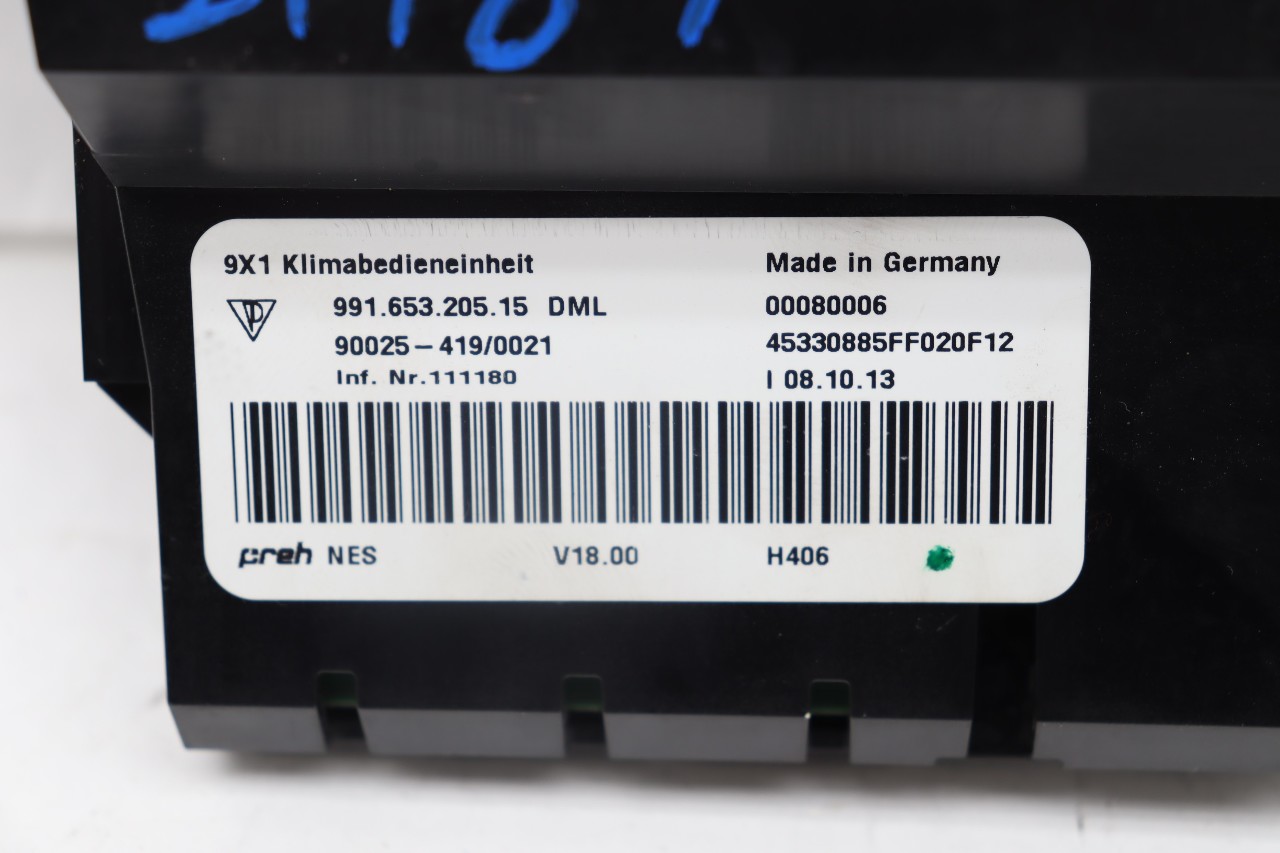 9X1 Klimabedieneinheit Made in Germany
991.653.205.15 DML 00080006
90025-419/0021 45330885FF020F12
Inf. Nr.111180 I 08.10.13
preh NES V18.00 H406